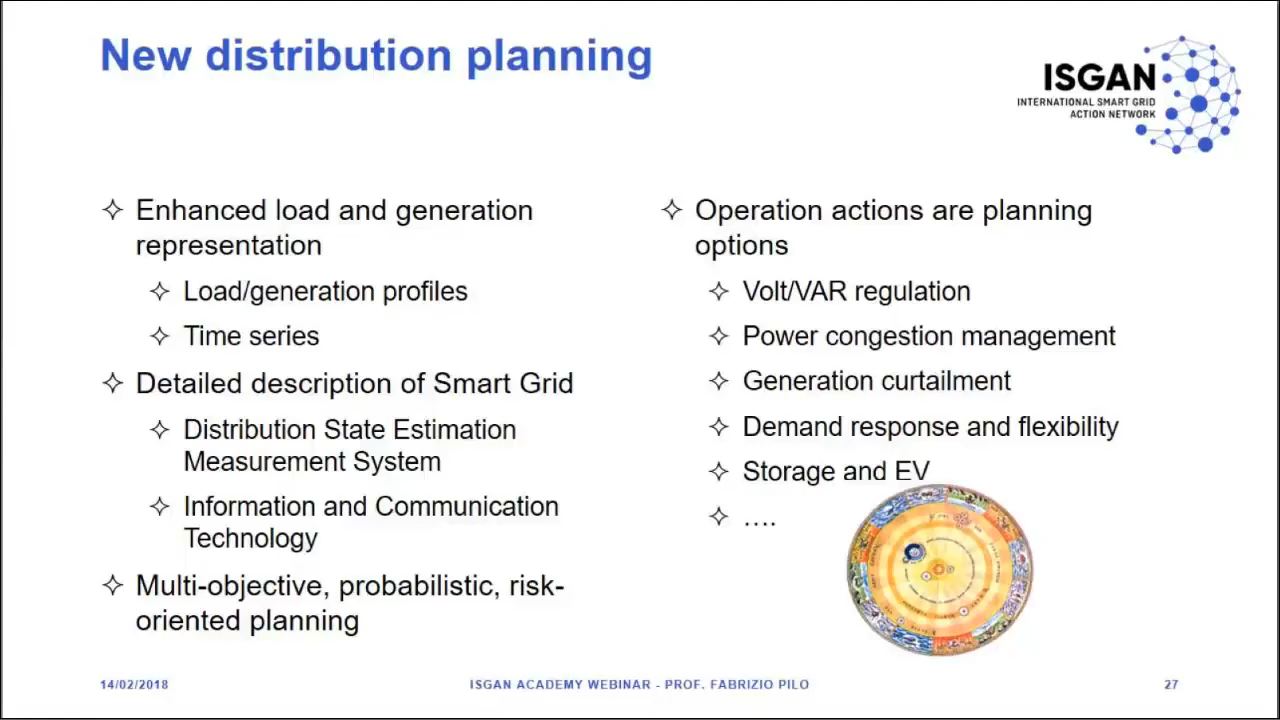 New distribution planning
ISGAN
INTERNATIONAL SMART GRID
ACTION NETWORK
Enhanced load and generation
representation
Load/generation profiles
Time series
Detailed description of Smart Grid
Distribution State Estimation
Measurement System
Information and Communication
Technology
Multi-objective, probabilistic, risk-
oriented planning
Operation actions are planning
options
Volt/VAR regulation
Power congestion management
Generation curtailment
Demand response and flexibility
Storage and EV
....
14/02/2018
ISGAN ACADEMY WEBINAR - PROF. FABRIZIO PILO
27